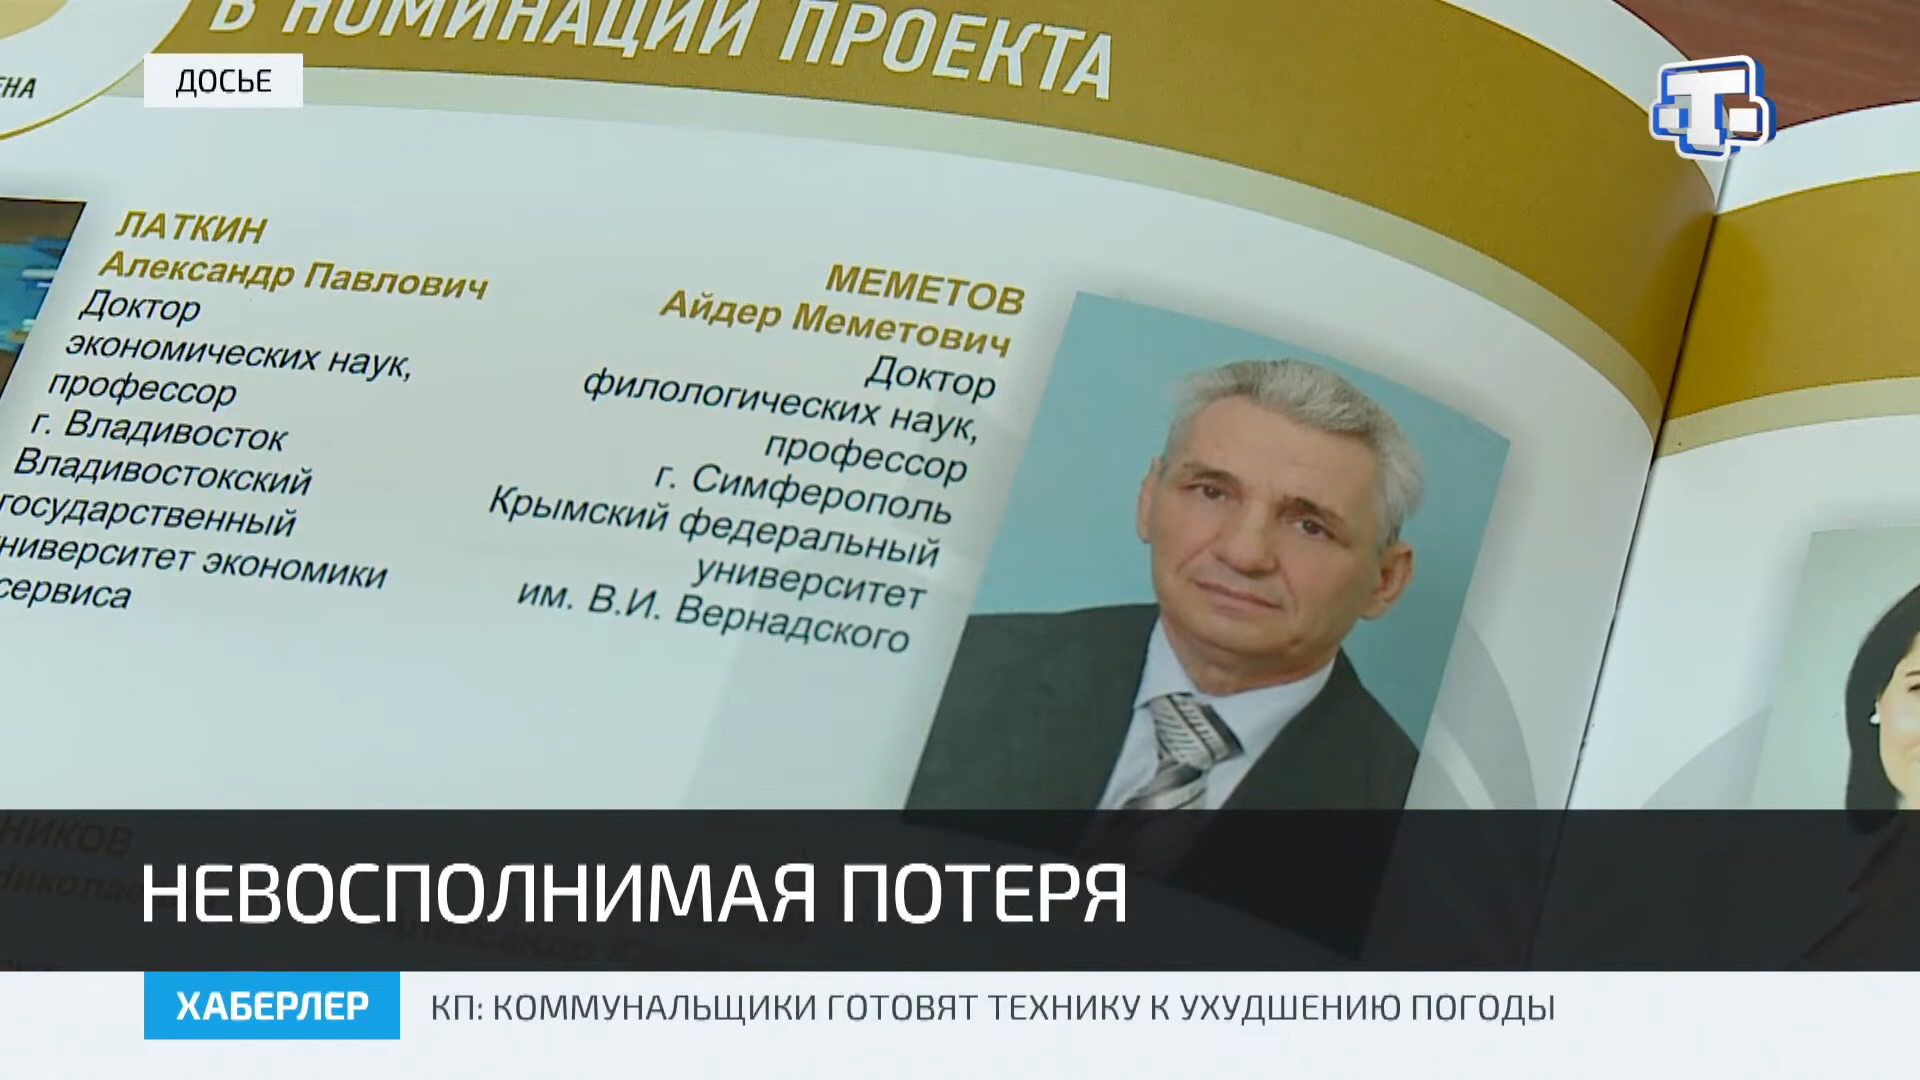 В НОМИНАЦИИ ПРОЕКТА
ДОСЬЕ
ЛАТКИН
Александр Павлович
Доктор
экономических наук,
профессор
г. Владивосток
Владивостокский
государственный
университет экономики
сервиса
МЕМЕТОВ
Айдер Меметович
Доктор
филологических наук,
профессор
г. Симферополь
Крымский федеральный
университет
им. В.И. Вернадского
НЕВОСПОЛНИМАЯ ПОТЕРЯ
ХАБЕРЛЕР
КП: КОММУНАЛЬЩИКИ ГОТОВЯТ ТЕХНИКУ К УХУДШЕНИЮ ПОГОДЫ